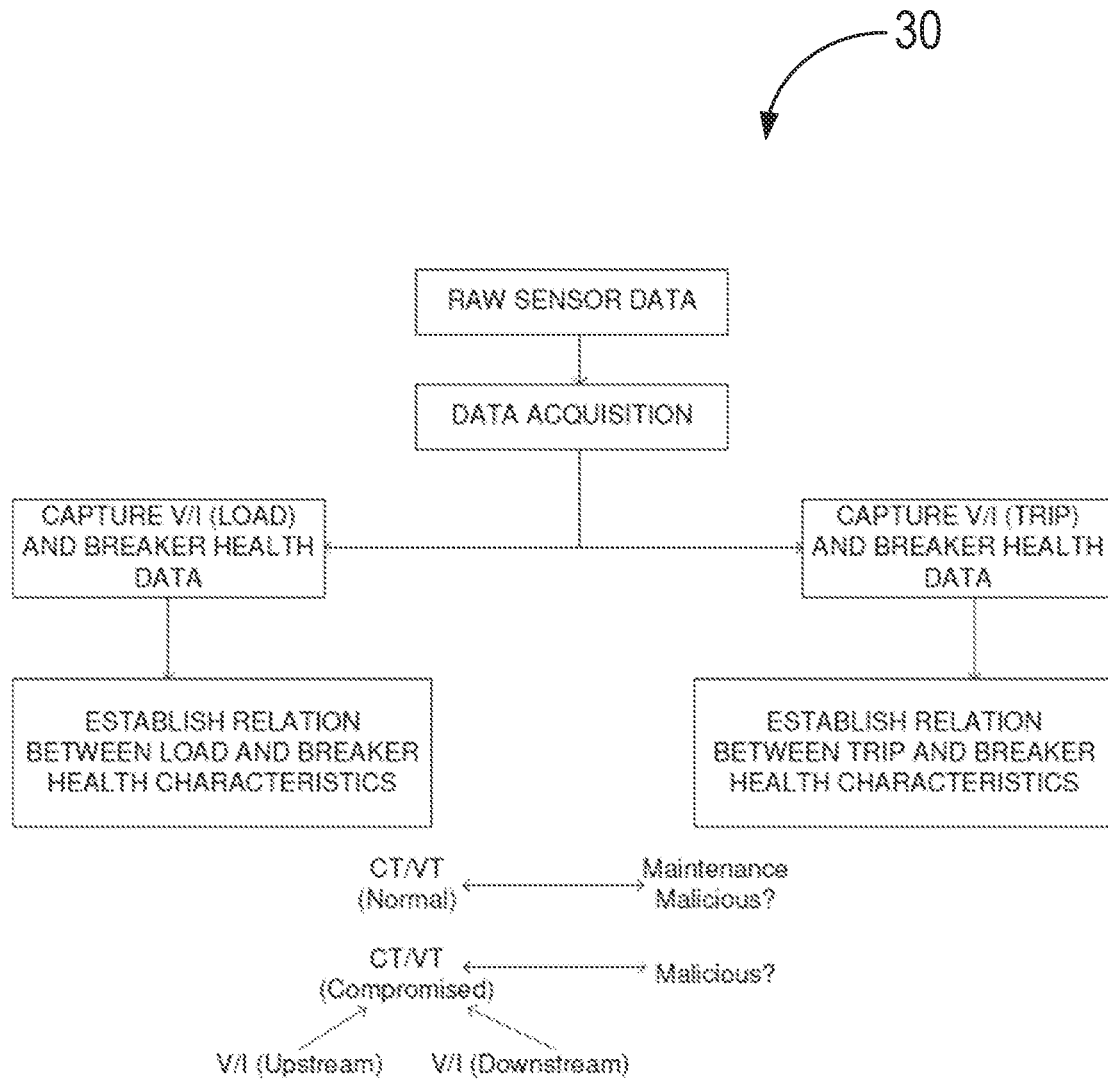 30
RAW SENSOR DATA
DATA ACQUISITION
CAPTURE V/I (LOAD)
AND BREAKER HEALTH
DATA
CAPTURE V/I (TRIP)
AND BREAKER HEALTH
DATA
ESTABLISH RELATION
BETWEEN LOAD AND BREAKER
HEALTH CHARACTERISTICS
ESTABLISH RELATION
BETWEEN TRIP AND BREAKER
HEALTH CHARACTERISTICS
CT/VT
(Normal)
Maintenance
Malicious?
CT/VT
(Compromised)
Malicious?
V/I (Upstream)
V/I (Downstream)